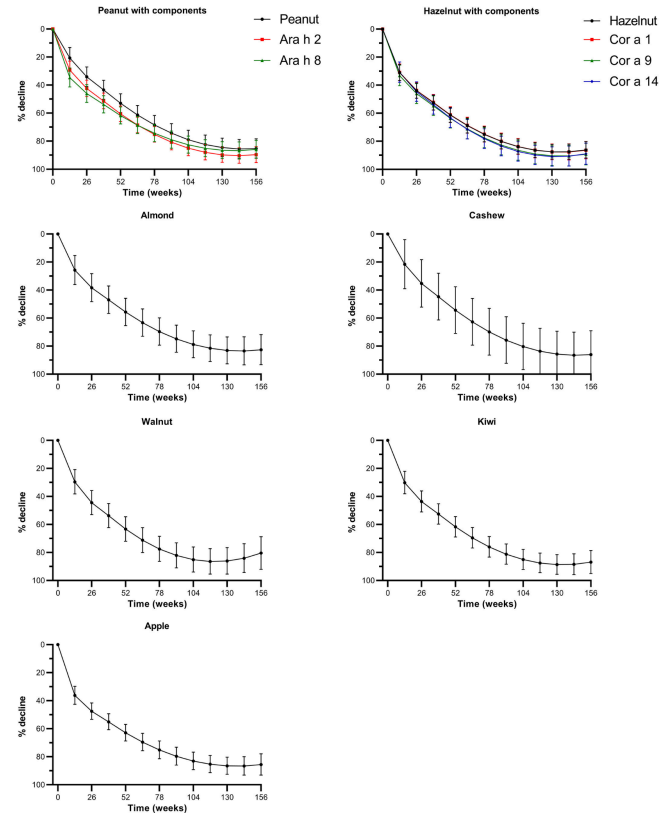 Peanut with components
Peanut
Ara h 2
Ara h 8
% decline
0
20
40
60
80
100
0 26 52 78 104 130 156
Time (weeks)
Hazelnut with components
Hazelnut
Cor a 1
Cor a 9
Cor a 14
% decline
0
20
40
60
80
100
0 26 52 78 104 130 156
Time (weeks)
Almond
% decline
0
20
40
60
80
100
0 26 52 78 104 130 156
Time (weeks)
Cashew
% decline
0
20
40
60
80
100
0 26 52 78 104 130 156
Time (weeks)
Walnut
% decline
0
20
40
60
80
100
0 26 52 78 104 130 156
Time (weeks)
Kiwi
% decline
0
20
40
60
80
100
0 26 52 78 104 130 156
Time (weeks)
Apple
% decline
0
20
40
60
80
100
0 26 52 78 104 130 156
Time (weeks)